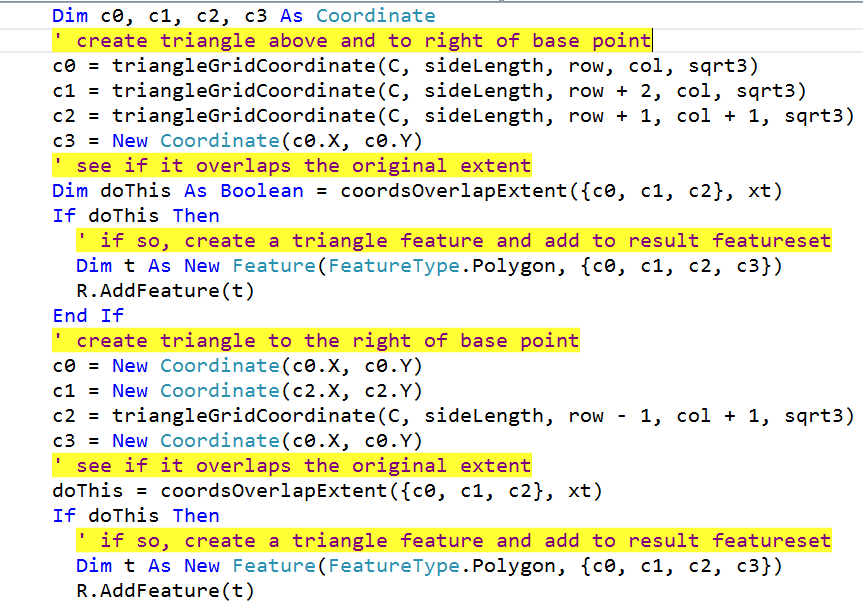 Dim c0, c1, c2, c3 As Coordinate
' create triangle above and to right of base point
c0 = triangleGridCoordinate(C, sideLength, row, col, sqrt3)
c1 = triangleGridCoordinate(C, sideLength, row + 2, col, sqrt3)
c2 = triangleGridCoordinate(C, sideLength, row + 1, col + 1, sqrt3)
c3 = New Coordinate(c0.X, c0.Y)
' see if it overlaps the original extent
Dim doThis As Boolean = coordsOverlapExtent({c0, c1, c2}, xt)
If doThis Then
' if so, create a triangle feature and add to result featureset
Dim t As New Feature(FeatureType.Polygon, {c0, c1, c2, c3})
R.AddFeature(t)
End If
' create triangle to the right of base point
c0 = New Coordinate(c0.X, c0.Y)
c1 = New Coordinate(c2.X, c2.Y)
c2 = triangleGridCoordinate(C, sideLength, row - 1, col + 1, sqrt3)
c3 = New Coordinate(c0.X, c0.Y)
' see if it overlaps the original extent
doThis = coordsOverlapExtent({c0, c1, c2}, xt)
If doThis Then
' if so, create a triangle feature and add to result featureset
Dim t As New Feature(FeatureType.Polygon, {c0, c1, c2, c3})
R.AddFeature(t)